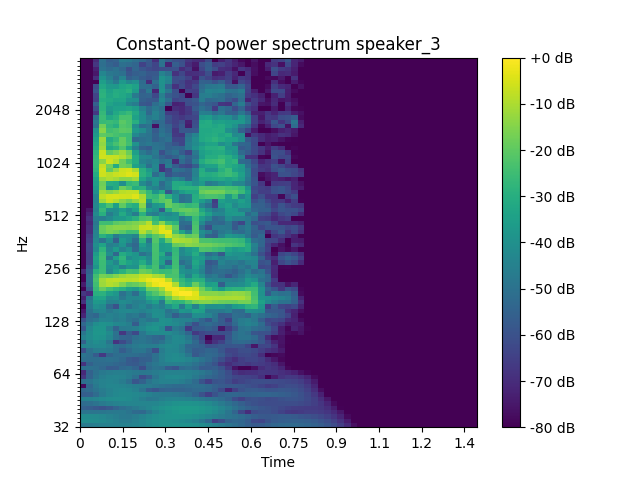 Constant-Q power spectrum speaker_3
+0 dB
2048
-10 dB
1024
-20 dB
512
-30 dB
Hz
-40 dB
256
-50 dB
128
-60 dB
64
-70 dB
32
-80 dB
0 0.15 0.3 0.45 0.6 0.75 0.9 1.1 1.2 1.4
Time